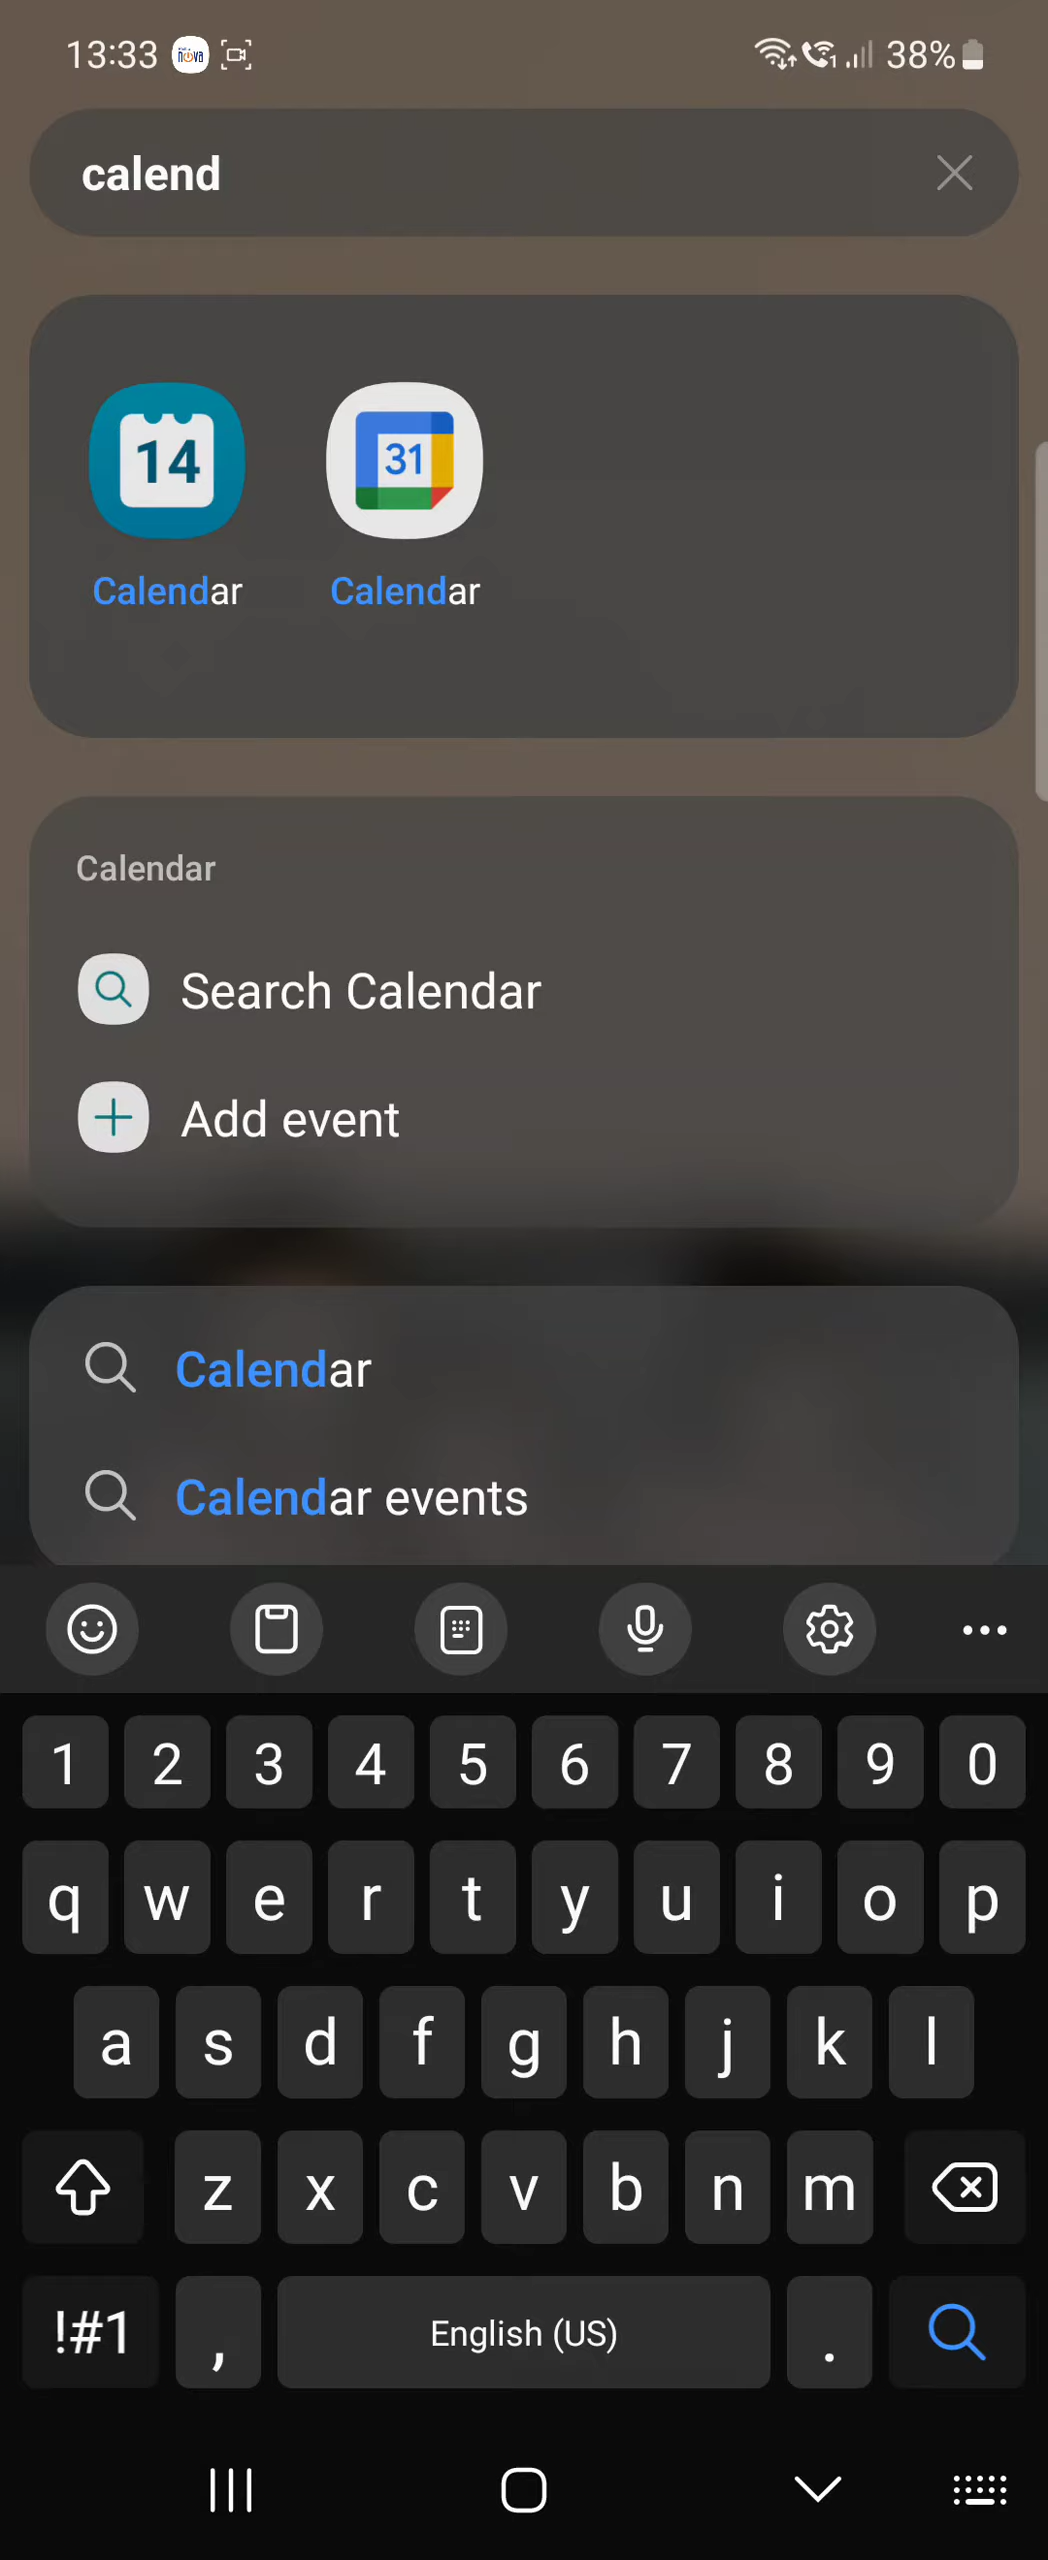 13:33 nova 38%
calend
14 31
Calendar Calendar
Calendar
Search Calendar
Add event
Calendar
Calendar events
1 2 3 4 5 6 7 8 9 0
q w e r t y u i o p
a s d f g h j k l
z x c v b n m
!#1 , English (US) .